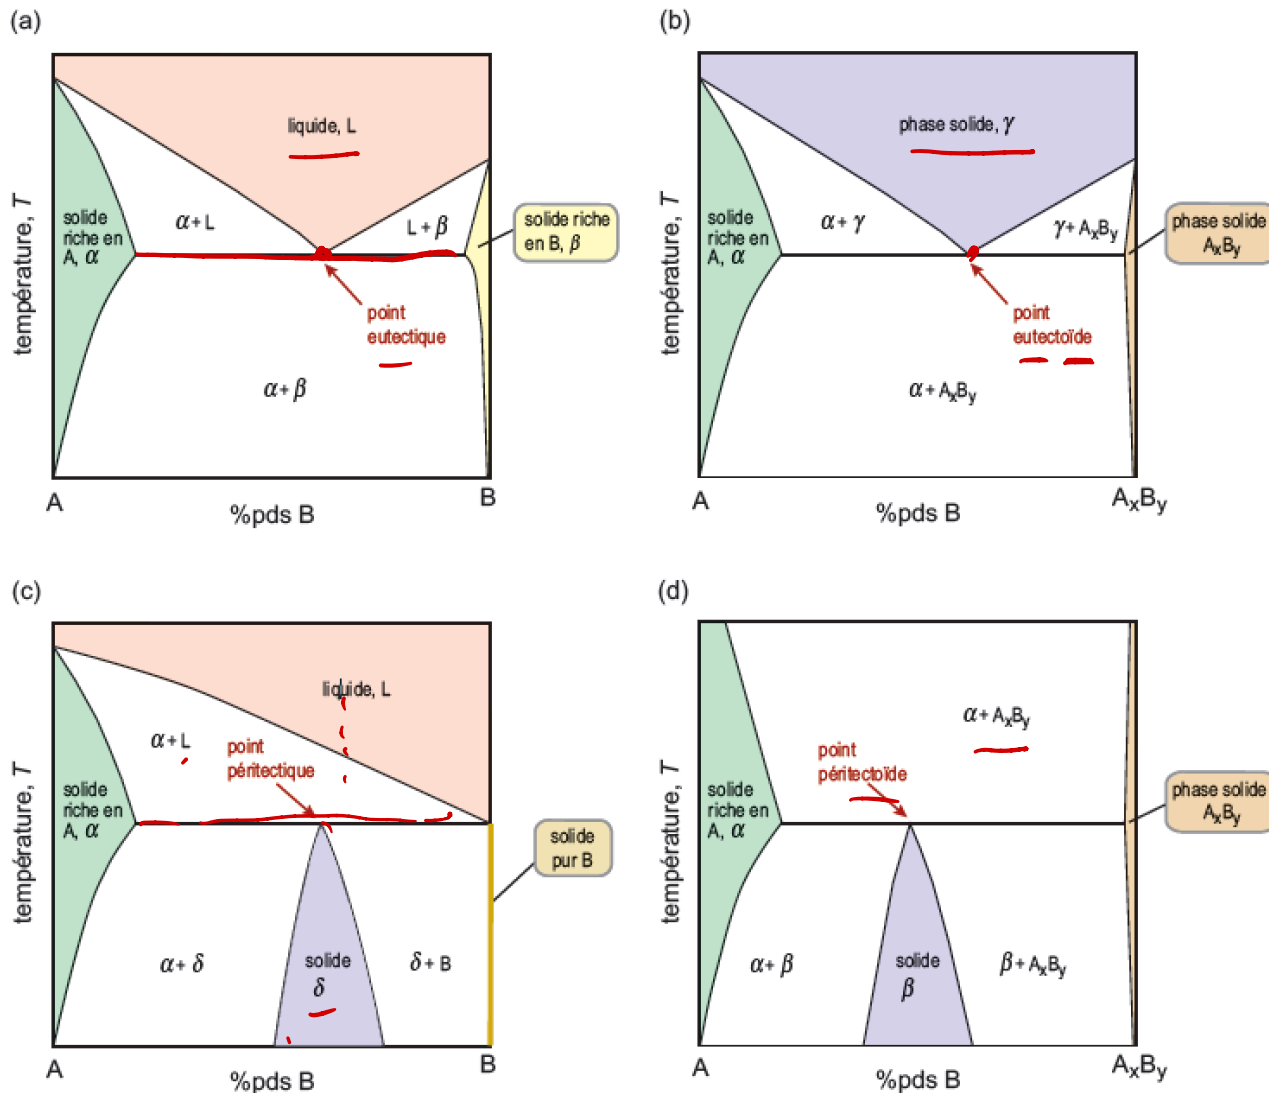 (a)
liquide, L
solide
riche en
A, α
α + L
L + β
solide riche
en B, β
point
eutectique
α + β
température, T
A
B
%pds B
(b)
phase solide, γ
solide
riche en
A, α
α + γ
γ + AxBy
phase solide
AxBy
point
eutectoïde
α + AxBy
température, T
A
AxBy
%pds B
(c)
liquide, L
α + L
point
péritectique
solide
riche en
A, α
solide
pur B
α + δ
solide
δ
δ + B
température, T
A
B
%pds B
(d)
α + AxBy
point
péritectoïde
solide
riche en
A, α
phase solide
AxBy
α + β
solide
β
β + AxBy
température, T
A
AxBy
%pds B